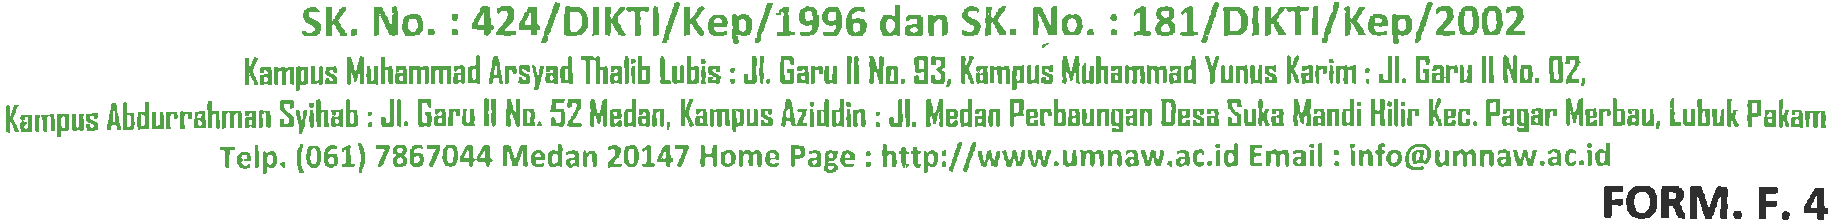 SK. No. : 424/DIKTI/Kep/1996 dan SK. No. : 181/DIKTI/Kep/2002
Kampus Muhammad Arsyad Thalib Lubis : Jl. Garu II No. 93, Kampus Muhammad Yunus Karim : Jl. Garu II No. 02,
Kampus Abdurrahman Syihab : Jl. Garu II No. 52 Medan, Kampus Aziddin : Jl. Medan Perbaungan Desa Suka Mandi Hilir Kec. Pagar Merbau, Lubuk Pakam
Telp. (061) 7867044 Medan 20147 Home Page : http://www.umnaw.ac.id Email : info@umnaw.ac.id
FORM. F. 4